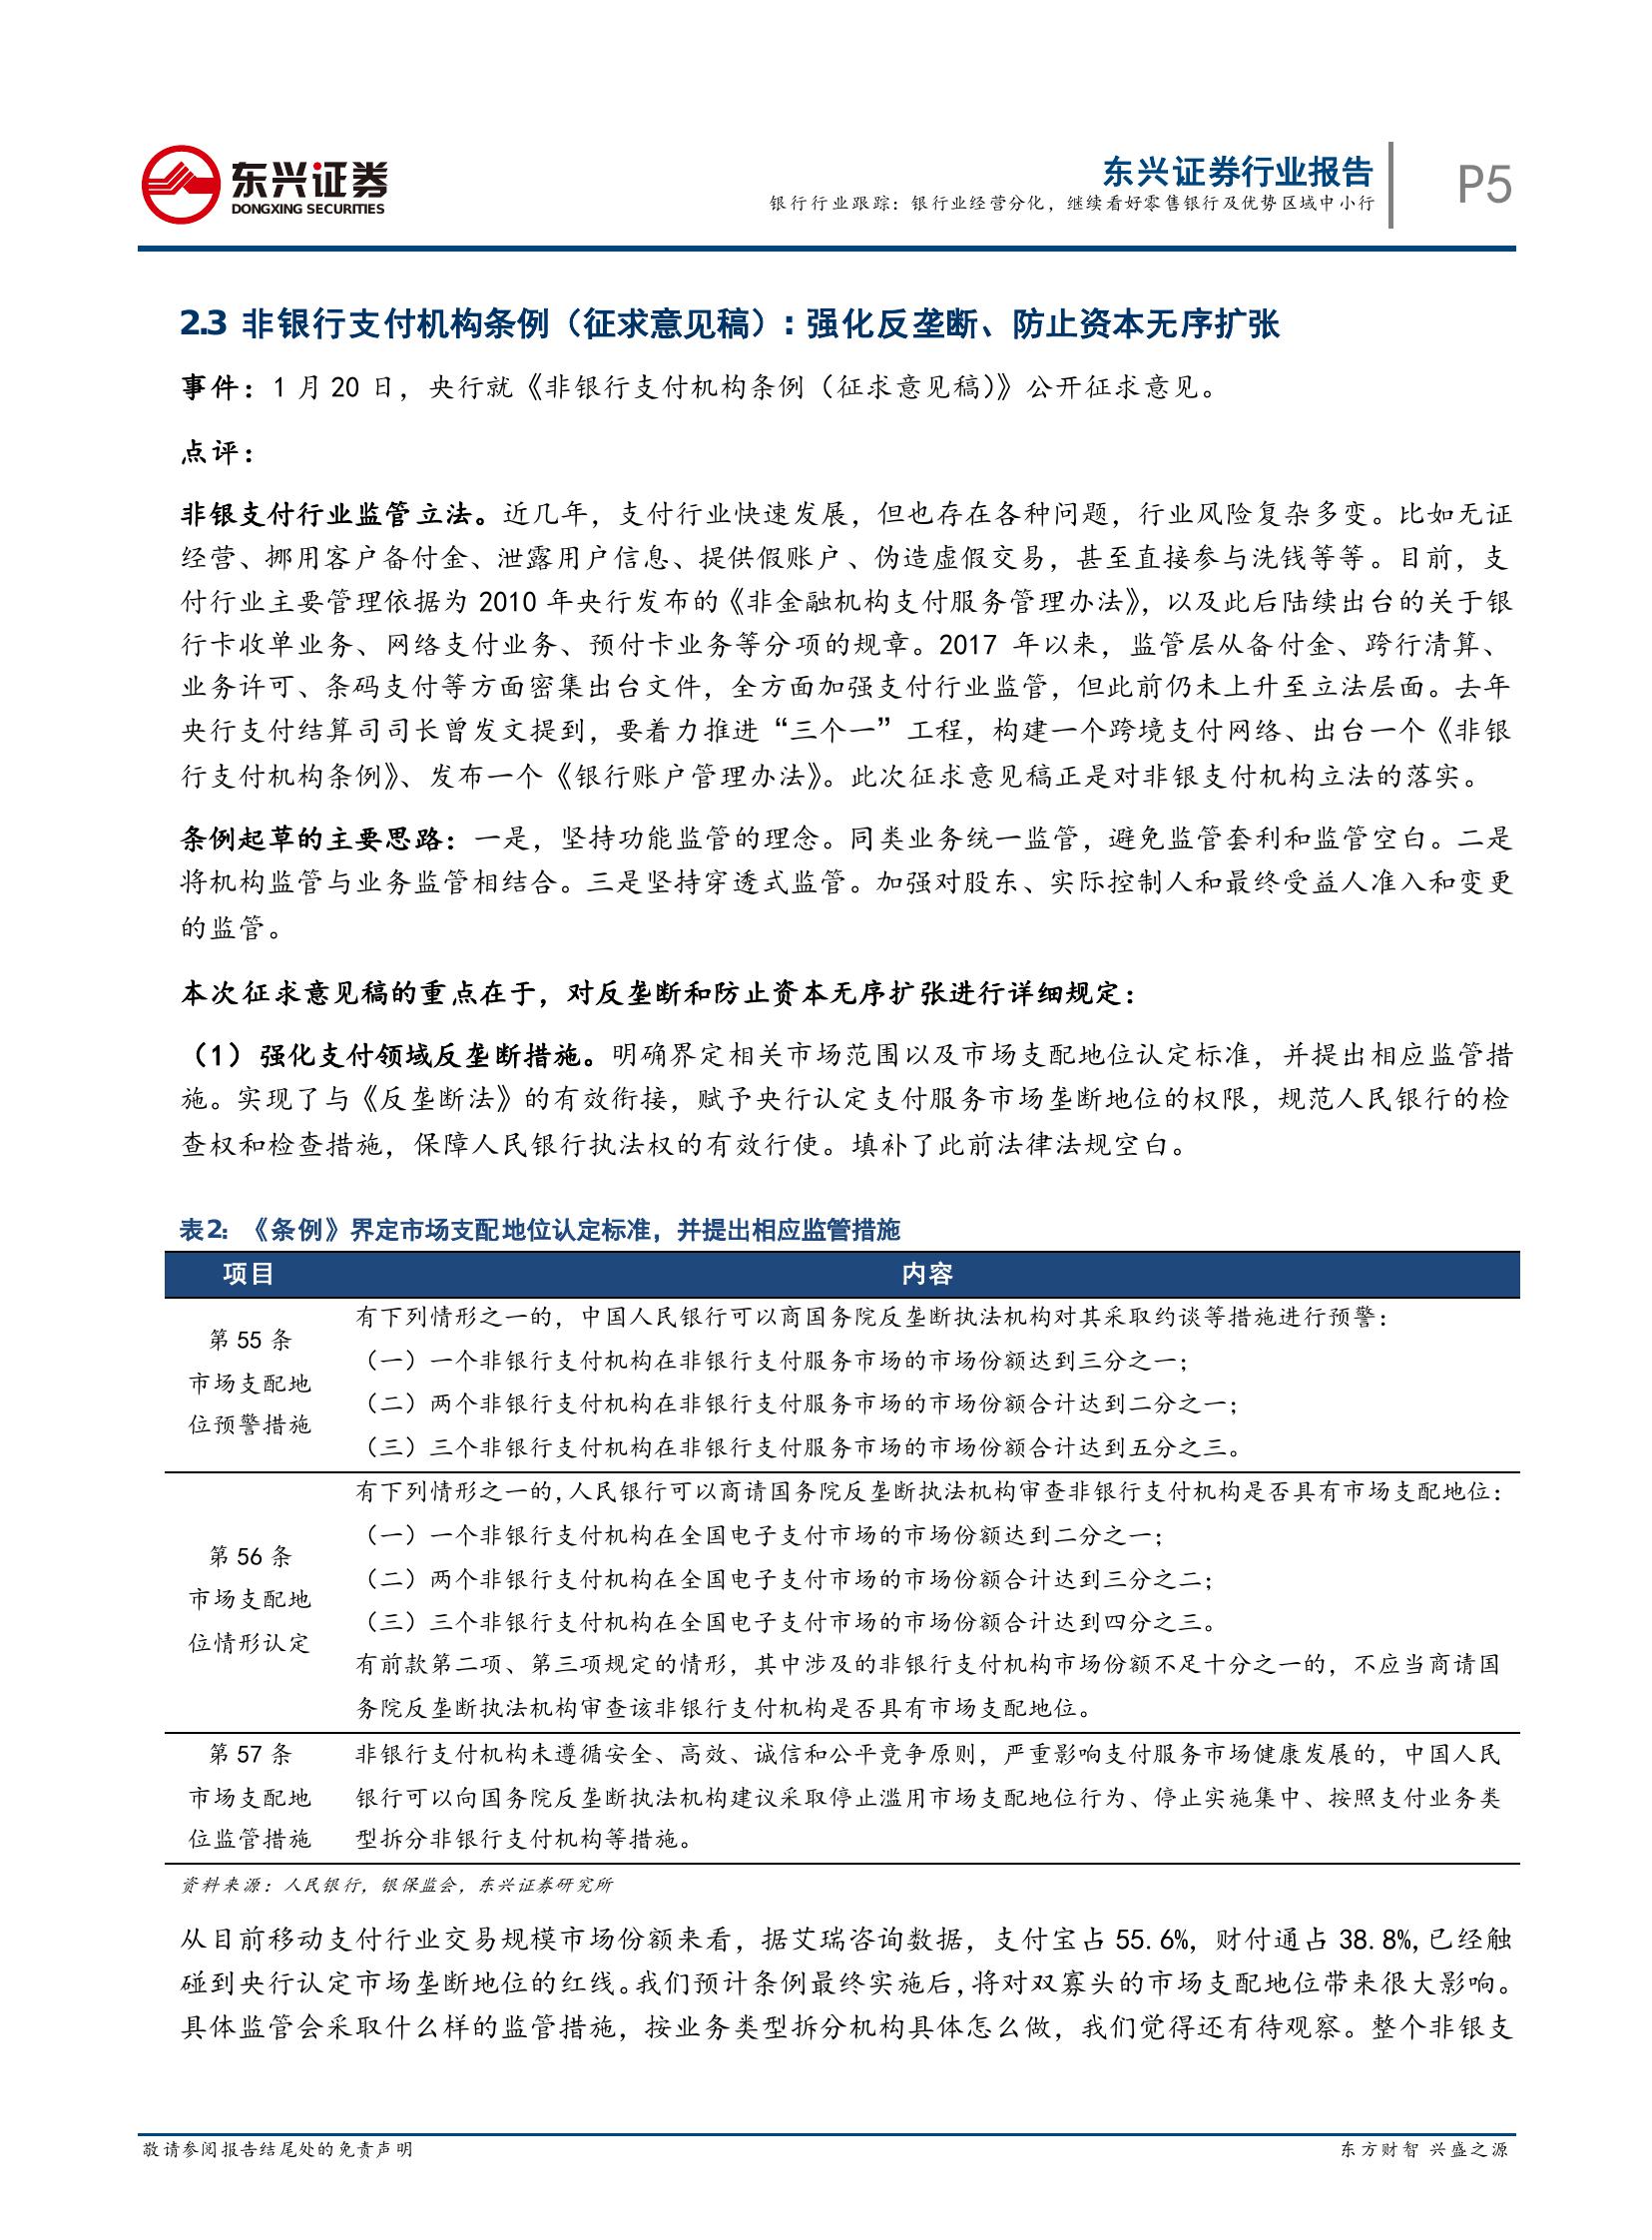 东兴证券
DONGXING SECURITIES
东兴证券行业报告
银行行业跟踪：银行业经营分化，继续看好零售银行及优势区域中小行
P5
2.3 非银行支付机构条例（征求意见稿）：强化反垄断、防止资本无序扩张
事件：1 月 20 日，央行就《非银行支付机构条例（征求意见稿）》公开征求意见。
点评：
非银支付行业监管立法。近几年，支付行业快速发展，但也存在各种问题，行业风险复杂多变。比如无证
经营、挪用客户备付金、泄露用户信息、提供假账户、伪造虚假交易，甚至直接参与洗钱等等。目前，支
付行业主要管理依据为 2010 年央行发布的《非金融机构支付服务管理办法》，以及此后陆续出台的关于银
行卡收单业务、网络支付业务、预付卡业务等分项的规章。2017 年以来，监管层从备付金、跨行清算、
业务许可、条码支付等方面密集出台文件，全方面加强支付行业监管，但此前仍未上升至立法层面。去年
央行支付结算司司长曾发文提到，要着力推进“三个一”工程，构建一个跨境支付网络、出台一个《非银
行支付机构条例》、发布一个《银行账户管理办法》。此次征求意见稿正是对非银支付机构立法的落实。
条例起草的主要思路：一是，坚持功能监管的理念。同类业务统一监管，避免监管套利和监管空白。二是
将机构监管与业务监管相结合。三是坚持穿透式监管。加强对股东、实际控制人和最终受益人准入和变更
的监管。
本次征求意见稿的重点在于，对反垄断和防止资本无序扩张进行详细规定：
（1）强化支付领域反垄断措施。明确界定相关市场范围以及市场支配地位认定标准，并提出相应监管措
施。实现了与《反垄断法》的有效衔接，赋予央行认定支付服务市场垄断地位的权限，规范人民银行的检
查权和检查措施，保障人民银行执法权的有效行使。填补了此前法律法规空白。
表2：《条例》界定市场支配地位认定标准，并提出相应监管措施
项目 内容
第 55 条
市场支配地
位预警措施
有下列情形之一的，中国人民银行可以商国务院反垄断执法机构对其采取约谈等措施进行预警：
（一）一个非银行支付机构在非银行支付服务市场的市场份额达到三分之一；
（二）两个非银行支付机构在非银行支付服务市场的市场份额合计达到二分之一；
（三）三个非银行支付机构在非银行支付服务市场的市场份额合计达到五分之三。
第 56 条
市场支配地
位情形认定
有下列情形之一的，人民银行可以商请国务院反垄断执法机构审查非银行支付机构是否具有市场支配地位：
（一）一个非银行支付机构在全国电子支付市场的市场份额达到二分之一；
（二）两个非银行支付机构在全国电子支付市场的市场份额合计达到三分之二；
（三）三个非银行支付机构在全国电子支付市场的市场份额合计达到四分之三。
有前款第二项、第三项规定的情形，其中涉及的非银行支付机构市场份额不足十分之一的，不应当商请国
务院反垄断执法机构审查该非银行支付机构是否具有市场支配地位。
第 57 条
市场支配地
位监管措施
非银行支付机构未遵循安全、高效、诚信和公平竞争原则，严重影响支付服务市场健康发展的，中国人民
银行可以向国务院反垄断执法机构建议采取停止滥用市场支配地位行为、停止实施集中、按照支付业务类
型拆分非银行支付机构等措施。
资料来源：人民银行，银保监会，东兴证券研究所
从目前移动支付行业交易规模市场份额来看，据艾瑞咨询数据，支付宝占 55.6%，财付通占 38.8%,已经触
碰到央行认定市场垄断地位的红线。我们预计条例最终实施后,将对双寡头的市场支配地位带来很大影响。
具体监管会采取什么样的监管措施，按业务类型拆分机构具体怎么做，我们觉得还有待观察。整个非银支
敬请参阅报告结尾处的免责声明
东方财智 兴盛之源